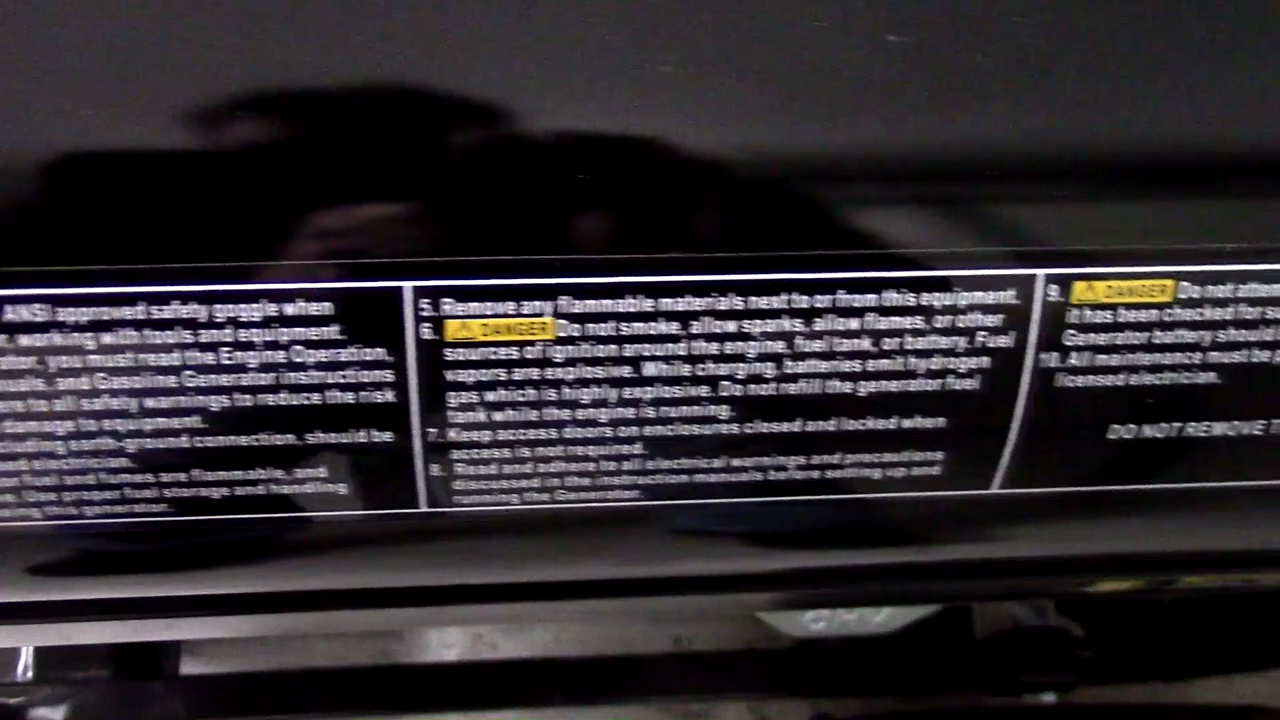 ANSI approved safety goggle when
working with tools and equipment.
you must read the Engine Operation,
and Gasoline Generator instructions
to all safety warnings to reduce the risk
to equipment.
ground connection, should be
are flammable, and
Use proper fuel storage and handling
generator.
5. Remove any flammable materials next to or from this equipment.
6. DANGER Do not smoke, allow sparks, allow flames, or other
sources of ignition around the engine, fuel tank, or battery. Fuel
vapors are explosive. While charging, batteries emit hydrogen
gas which is highly explosive. Do not refill the generator fuel
tank while the engine is running.
7. Keep access doors on enclosures closed and locked when
access is not required.
8. Read and adhere to all electrical warnings and precautions
discussed in the instruction manuals before setting up and
running the Generator.
9. DANGER Do not
it has been checked for
Generator battery should
10. All maintenance must be
licensed electrician.
DO NOT REMOVE